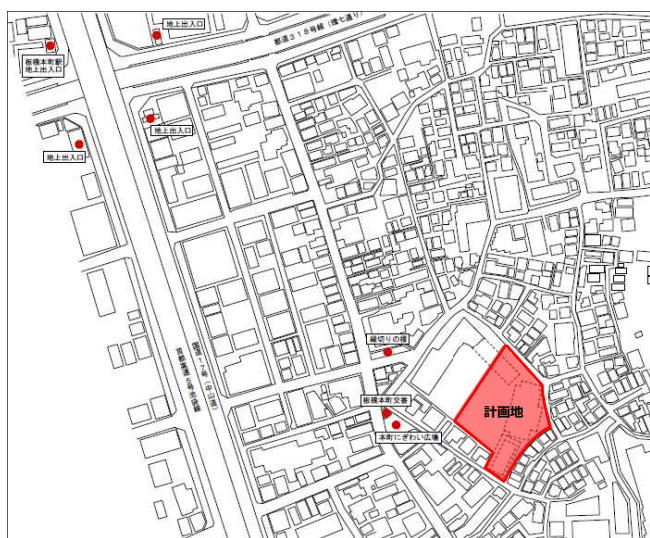 地上出入口
都道318号線（環七通り）
板橋本町駅
地上出入口
地上出入口
地上出入口
国道17号（中山道）
首都高速5号池袋線
縁切りの榎
板橋本町交番
本町にぎわい広場
計画地